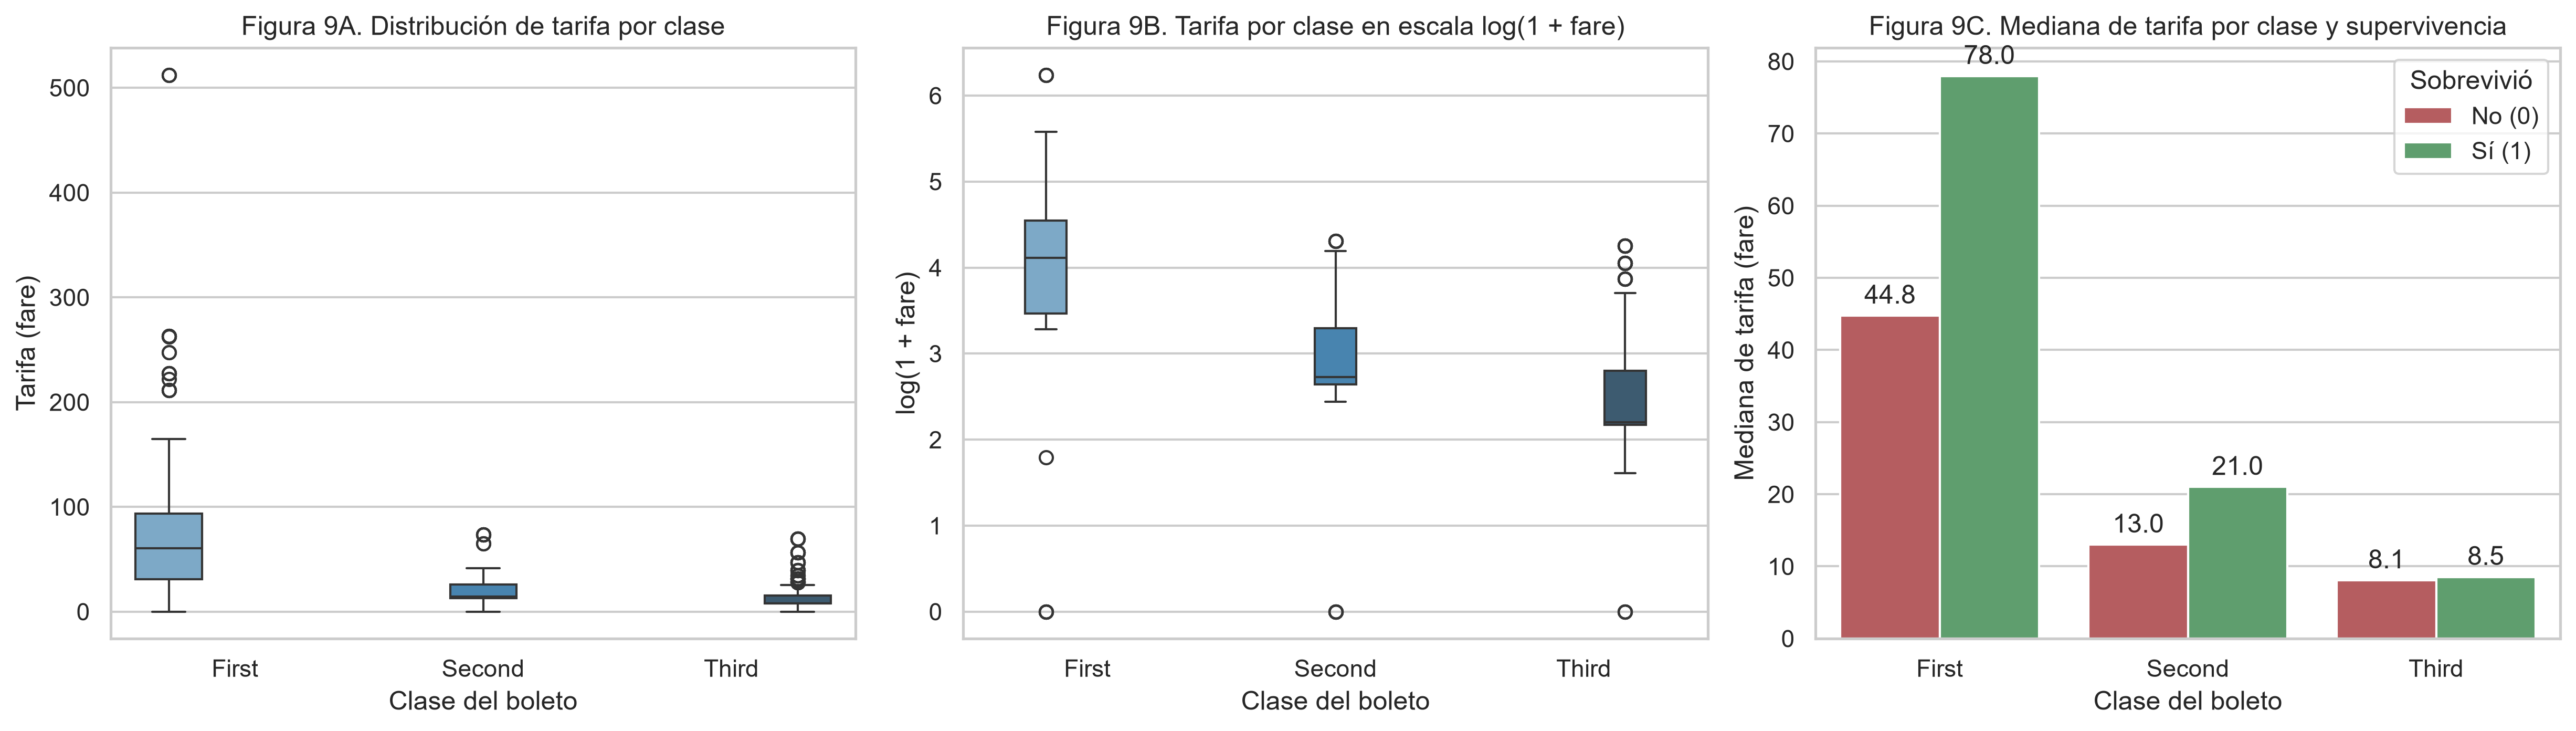 Figura 9A. Distribución de tarifa por clase
500
400
300
200
100
0
Tarifa (fare)
First Second Third
Clase del boleto
Figura 9B. Tarifa por clase en escala log(1 + fare)
6
5
4
3
2
1
0
log(1 + fare)
First Second Third
Clase del boleto
Figura 9C. Mediana de tarifa por clase y supervivencia
80
70
60
50
40
30
20
10
0
Mediana de tarifa (fare)
78.0
44.8
21.0
13.0
8.1
8.5
Sobrevivió
No (0)
Sí (1)
First Second Third
Clase del boleto